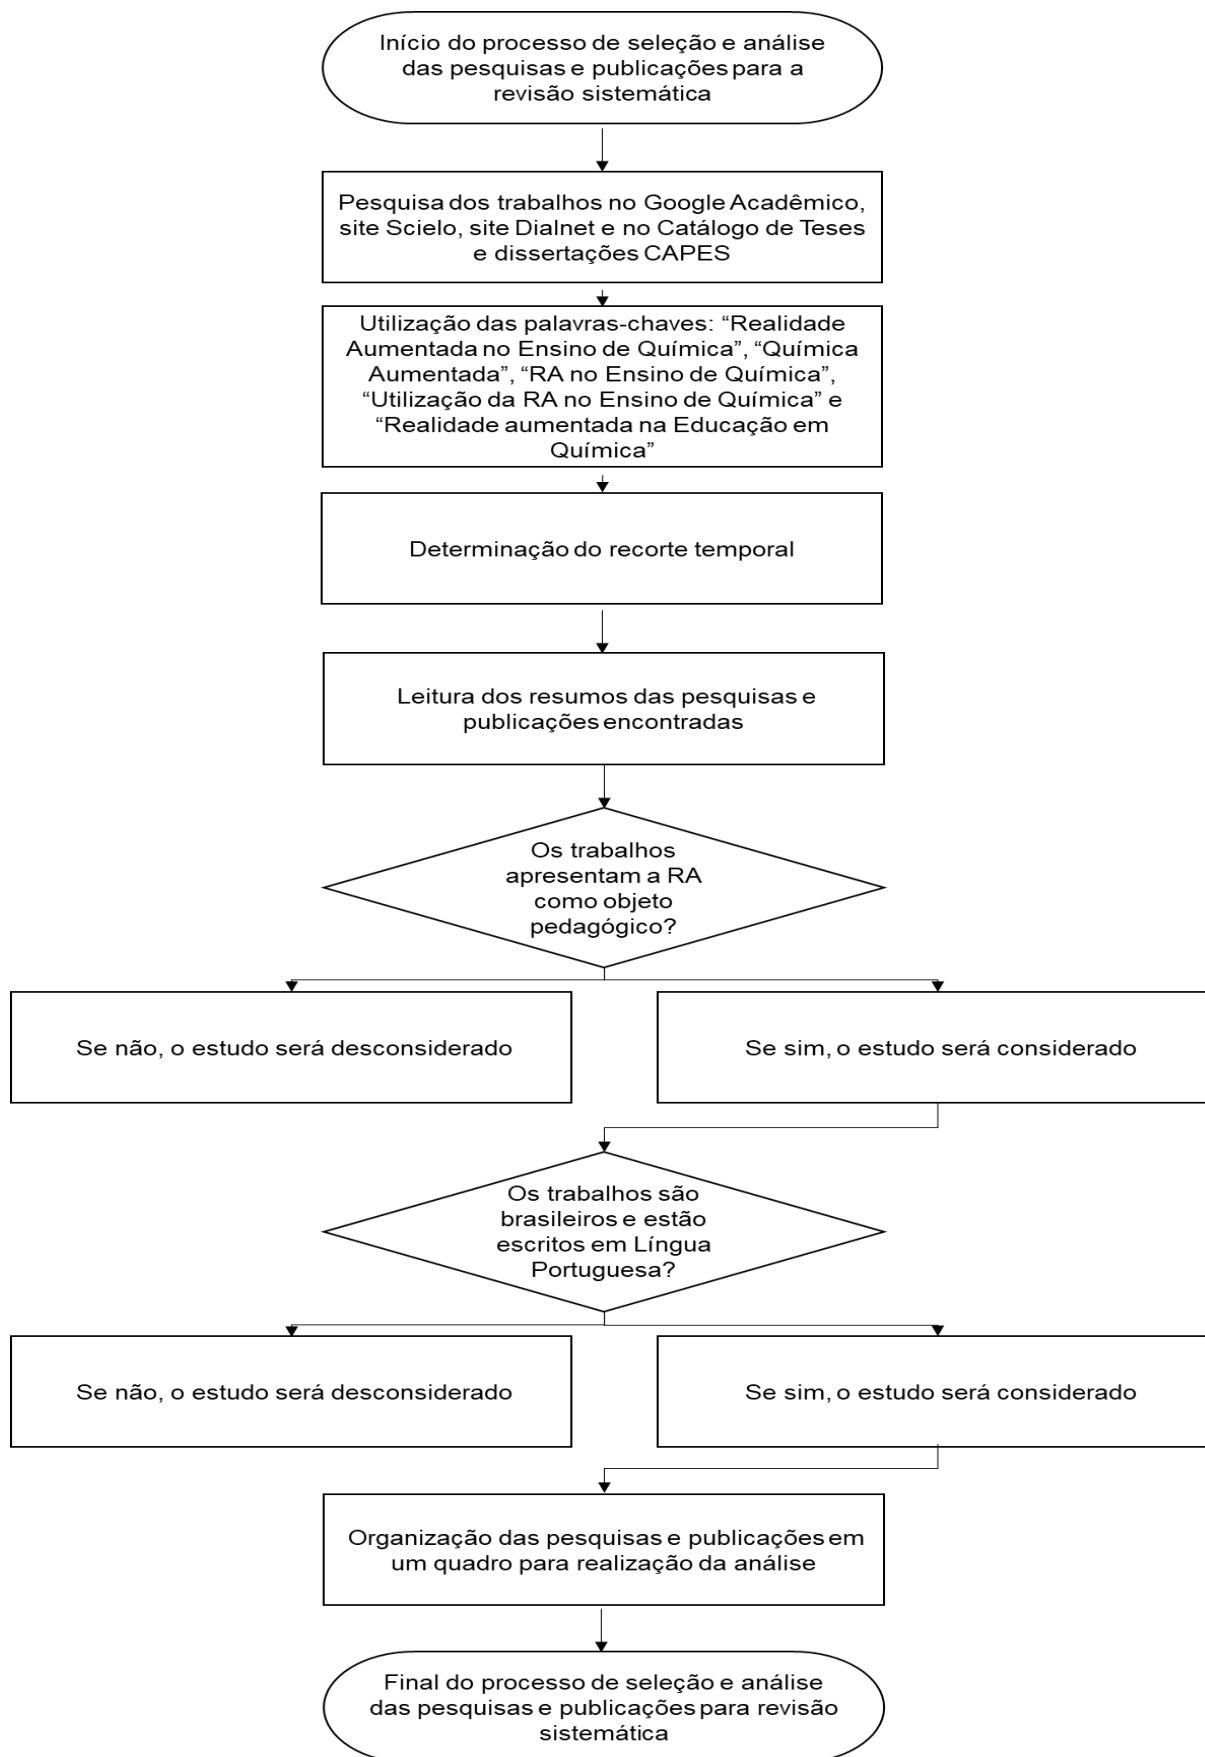 Início do processo de seleção e análise
das pesquisas e publicações para a
revisão sistemática
Pesquisa dos trabalhos no Google Acadêmico,
site Scielo, site Dialnet e no Catálogo de Teses
e dissertações CAPES
Utilização das palavras-chaves: “Realidade
Aumentada no Ensino de Química”, “Química
Aumentada”, “RA no Ensino de Química”,
“Utilização da RA no Ensino de Química” e
“Realidade aumentada na Educação em
Química”
Determinação do recorte temporal
Leitura dos resumos das pesquisas e
publicações encontradas
Os trabalhos
apresentam a RA
como objeto
pedagógico?
Se não, o estudo será desconsiderado
Se sim, o estudo será considerado
Os trabalhos são
brasileiros e estão
escritos em Língua
Portuguesa?
Se não, o estudo será desconsiderado
Se sim, o estudo será considerado
Organização das pesquisas e publicações em
um quadro para realização da análise
Final do processo de seleção e análise
das pesquisas e publicações para revisão
sistemática